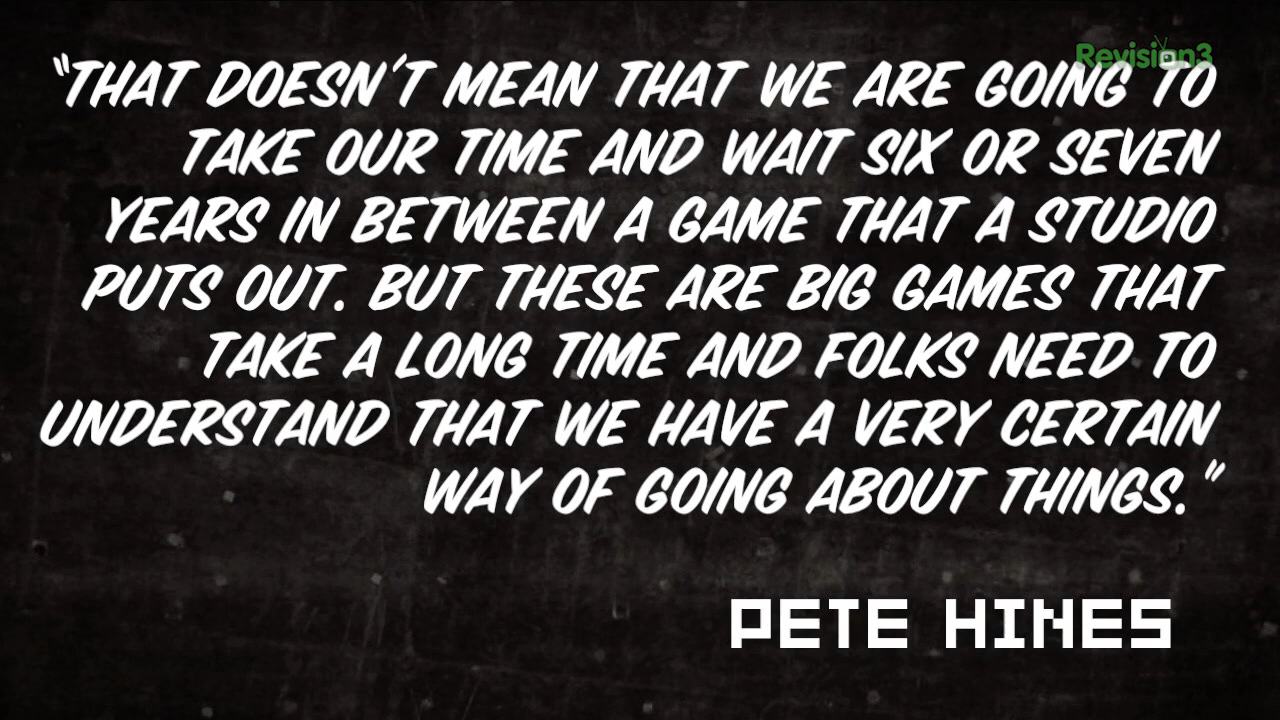 Revision3
"THAT DOESN'T MEAN THAT WE ARE GOING TO
TAKE OUR TIME AND WAIT SIX OR SEVEN
YEARS IN BETWEEN A GAME THAT A STUDIO
PUTS OUT. BUT THESE ARE BIG GAMES THAT
TAKE A LONG TIME AND FOLKS NEED TO
UNDERSTAND THAT WE HAVE A VERY CERTAIN
WAY OF GOING ABOUT THINGS."
PETE HINES